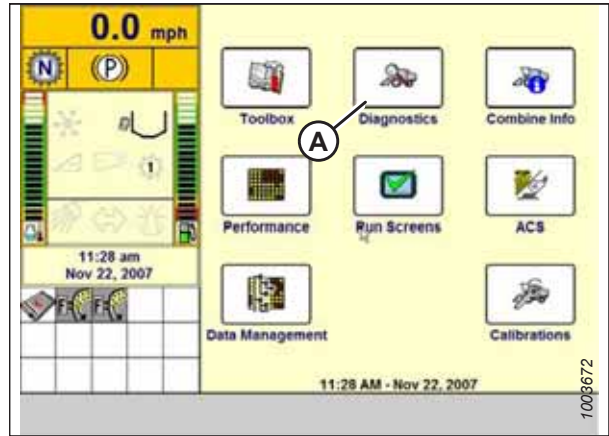 0.0 mph
N (P)
1
11:28 am
Nov 22, 2007
F F
Toolbox
Diagnostics
Combine Info
A
Performance
Run Screens
ACS
Data Management
Calibrations
11:28 AM - Nov 22, 2007
1003672